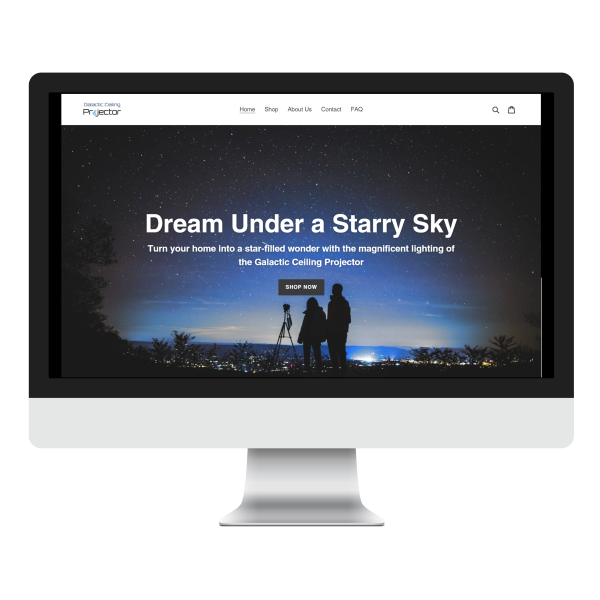 Galactic Ceiling
Projector
Home Shop About Us Contact FAQ
Dream Under a Starry Sky
Turn your home into a star-filled wonder with the magnificent lighting of
the Galactic Ceiling Projector
SHOP NOW